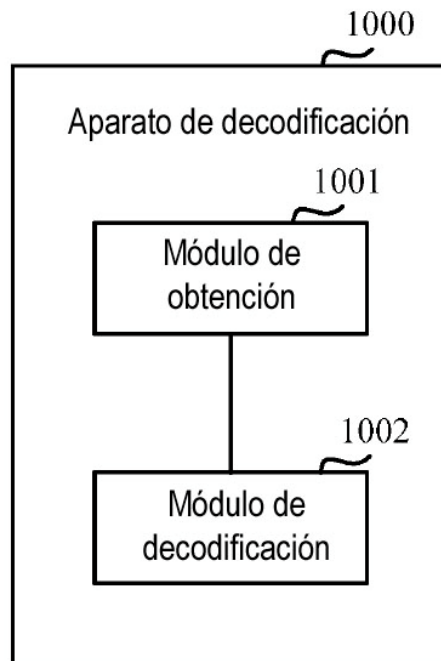 1000
Aparato de decodificación
1001
Módulo de
obtención
1002
Módulo de
decodificación